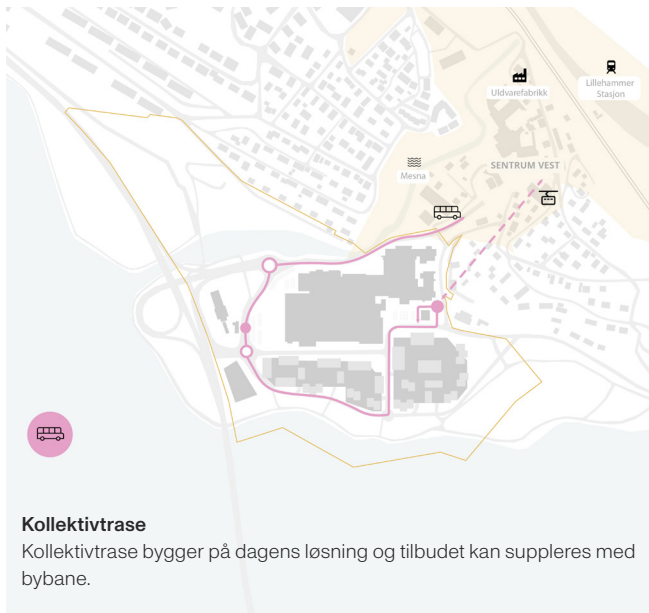 Uldvarefabrikk
Lillehammer
Stasjon
SENTRUM VEST
Mesna
Kollektivtrase
Kollektivtrase bygger på dagens løsning og tilbudet kan suppleres med
bybane.